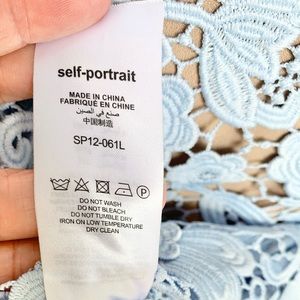 self-portrait
MADE IN CHINA
FABRIQUÉ EN CHINE
صنع في الصين
中国制造
SP12-061L
P
DO NOT WASH
DO NOT BLEACH
DO NOT TUMBLE DRY
IRON ON LOW TEMPERATURE
DRY CLEAN